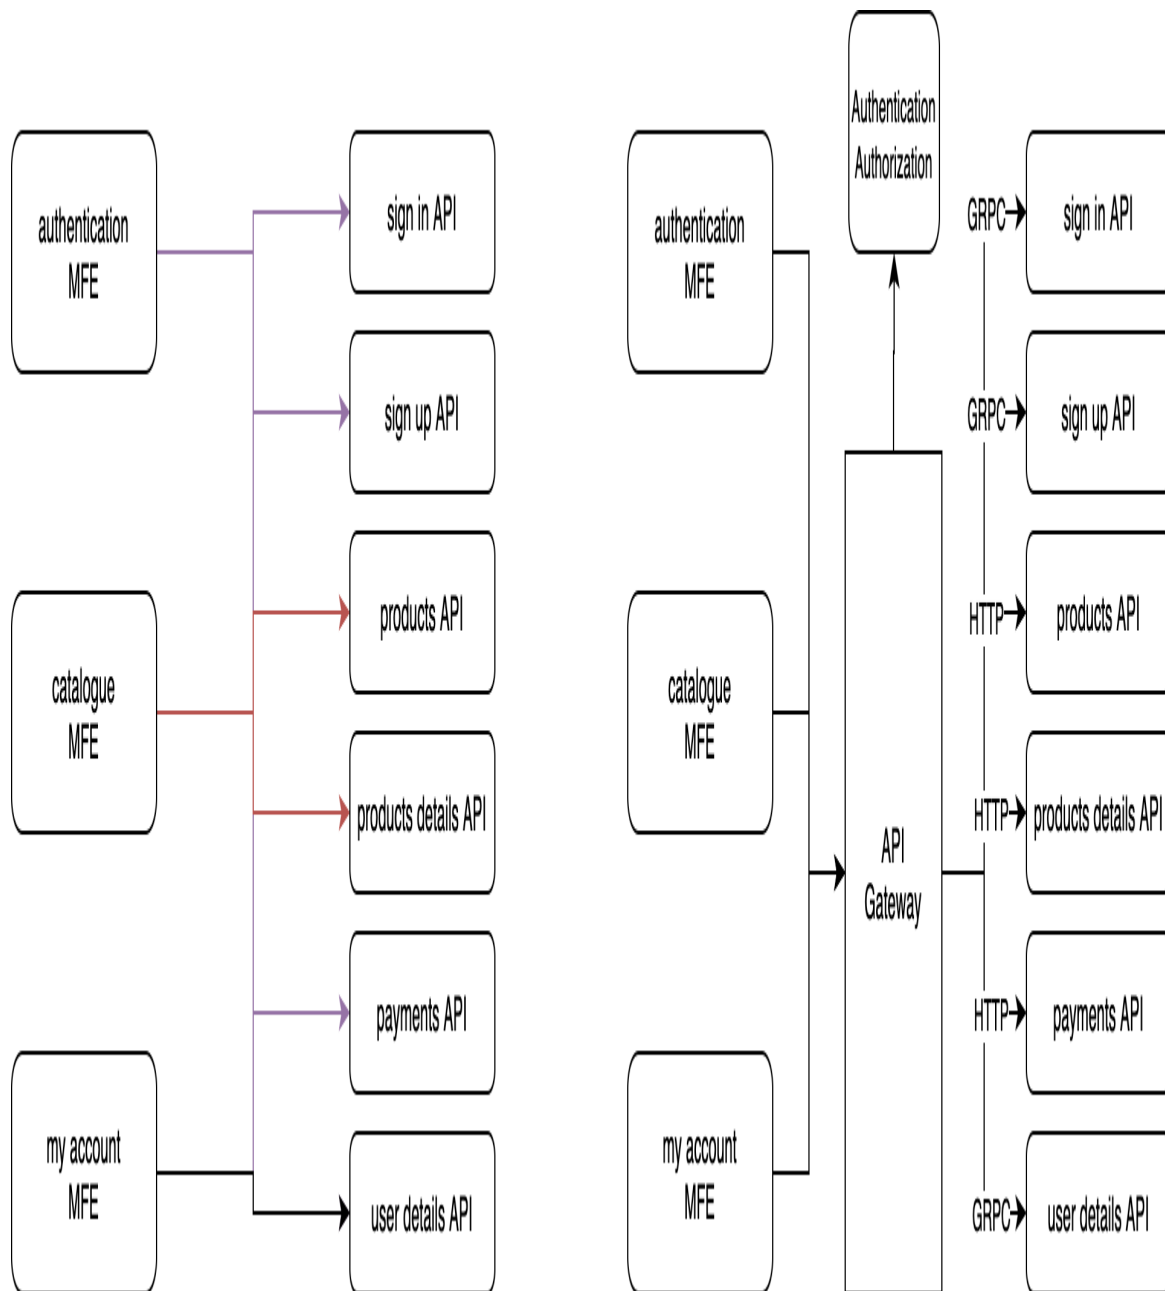 authentication
MFE
catalogue
MFE
my account
MFE
sign in API
sign up API
products API
products details API
payments API
user details API
authentication
MFE
catalogue
MFE
my account
MFE
Authentication
Authorization
API
Gateway
GRPC
GRPC
HTTP
HTTP
HTTP
GRPC
sign in API
sign up API
products API
products details API
payments API
user details API